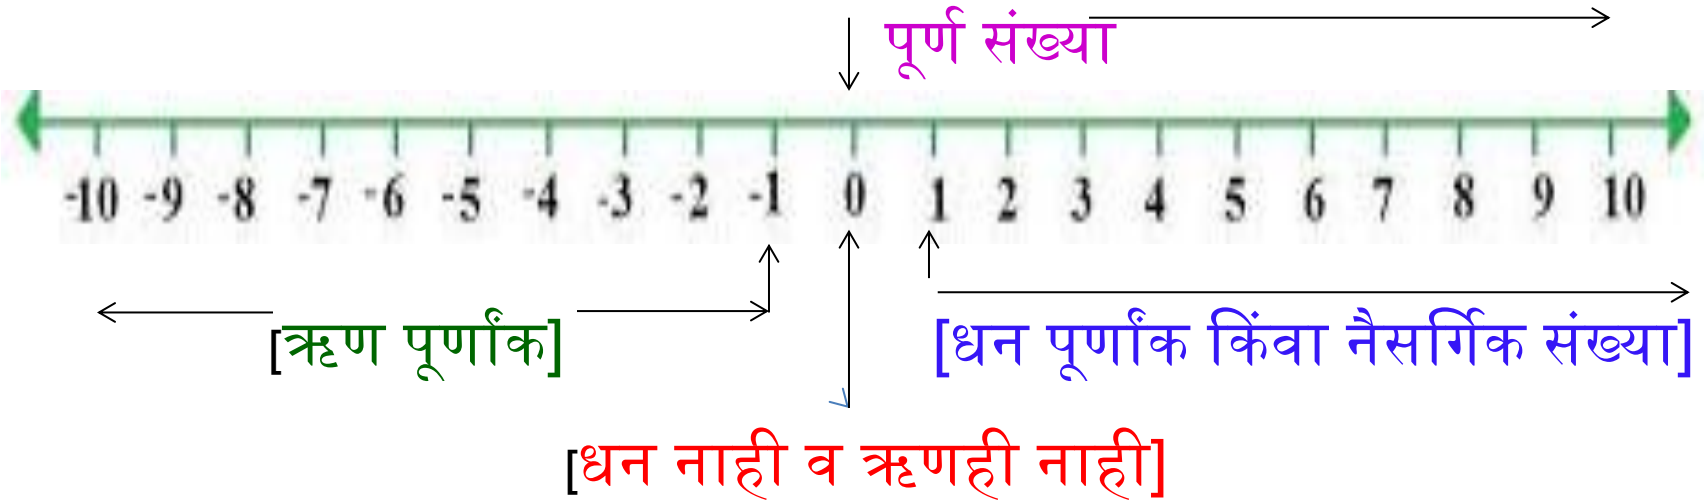 पूर्ण संख्या
-10 -9 -8 -7 -6 -5 -4 -3 -2 -1 0 1 2 3 4 5 6 7 8 9 10
[ऋण पूर्णांक] [धन पूर्णांक किंवा नैसर्गिक संख्या]
[धन नाही व ऋणही नाही]